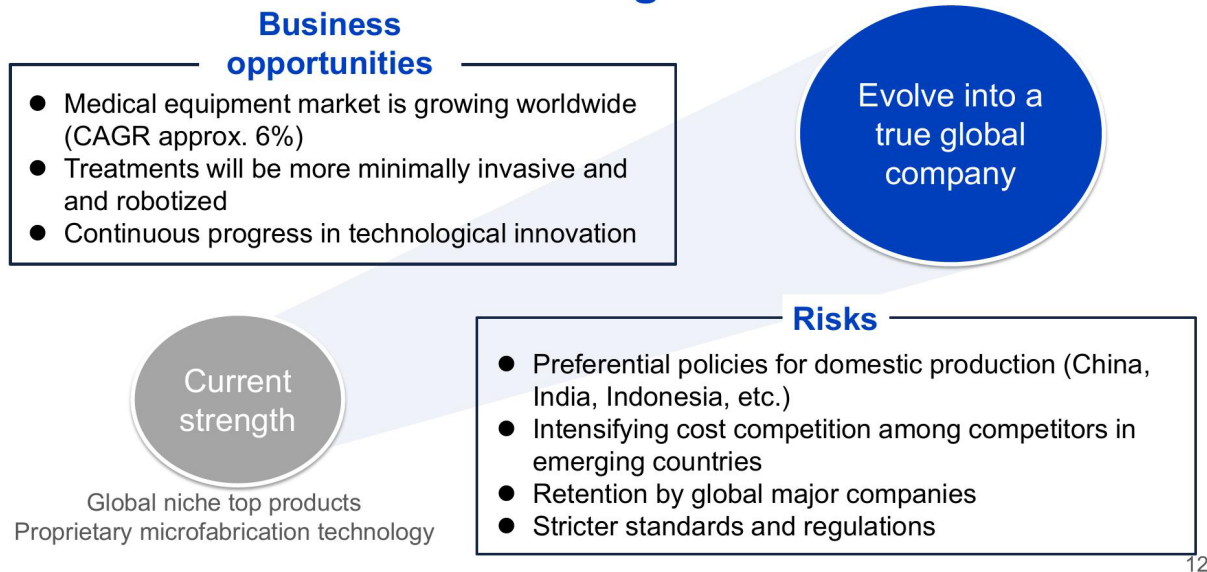 Business
opportunities
● Medical equipment market is growing worldwide
(CAGR approx. 6%)
● Treatments will be more minimally invasive and
and robotized
● Continuous progress in technological innovation
Evolve into a
true global
company
Current
strength
Global niche top products
Proprietary microfabrication technology
Risks
● Preferential policies for domestic production (China,
India, Indonesia, etc.)
● Intensifying cost competition among competitors in
emerging countries
● Retention by global major companies
● Stricter standards and regulations
12